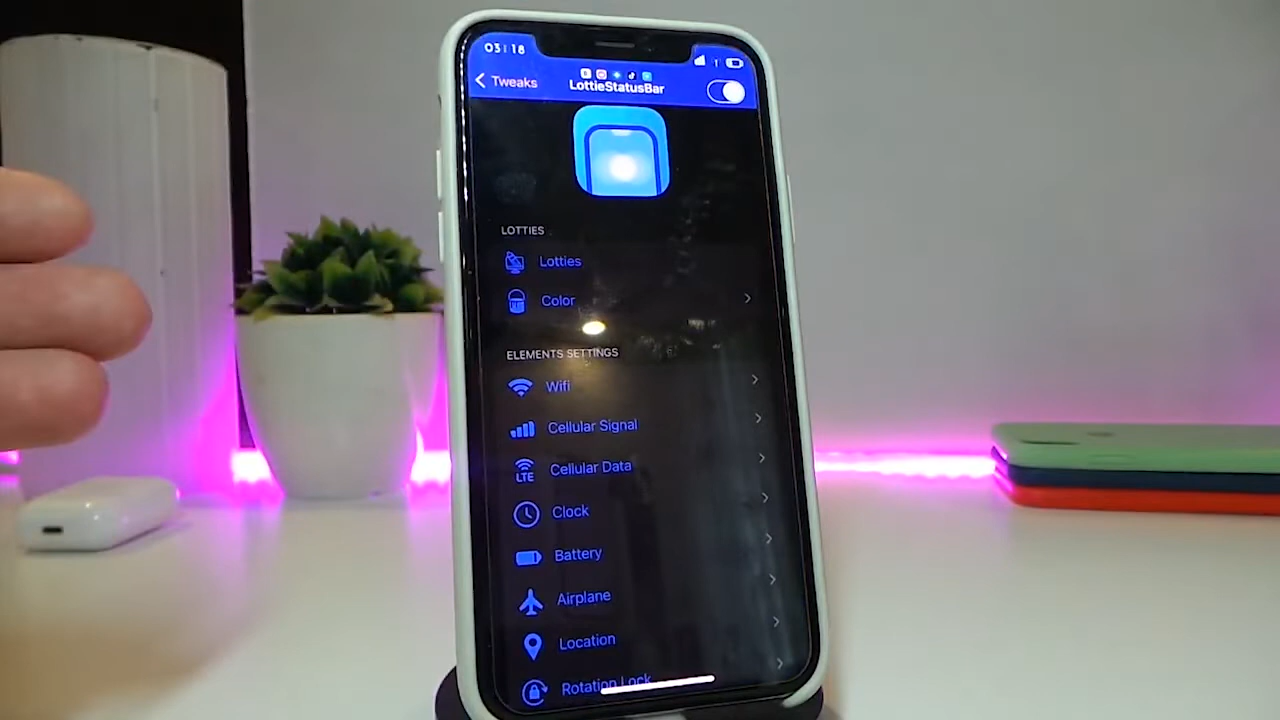 03:18
Tweaks
LottieStatusBar
LOTTIES
Lotties
Color
ELEMENTS SETTINGS
Wifi
Cellular Signal
LTE
Cellular Data
Clock
Battery
Airplane
Location
Rotation Lock